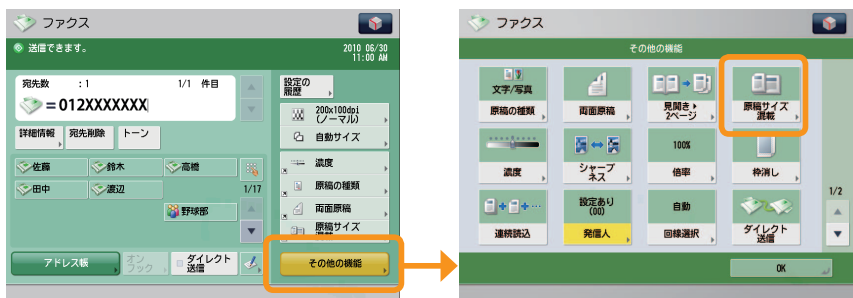 ファクス
送信できます。
2010 06/30
11:00 AM
宛先数 :1 1/1 件目
=012XXXXXXX
詳細情報
宛先削除
トーン
佐藤
鈴木
高橋
田中
渡辺
野球部
1/17
アドレス帳
オン
フック
ダイレクト
送信
設定の
履歴
200x100dpi
(ノーマル)
自動サイズ
濃度
原稿の種類
両面原稿
原稿サイズ
混載
その他の機能
ファクス
その他の機能
文字/写真
原稿の種類
両面原稿
見開き
2ページ
原稿サイズ
混載
濃度
シャープ
ネス
100%
倍率
枠消し
連続読込
設定あり
(00)
発信人
自動
回線選択
ダイレクト
送信
1/2
OK